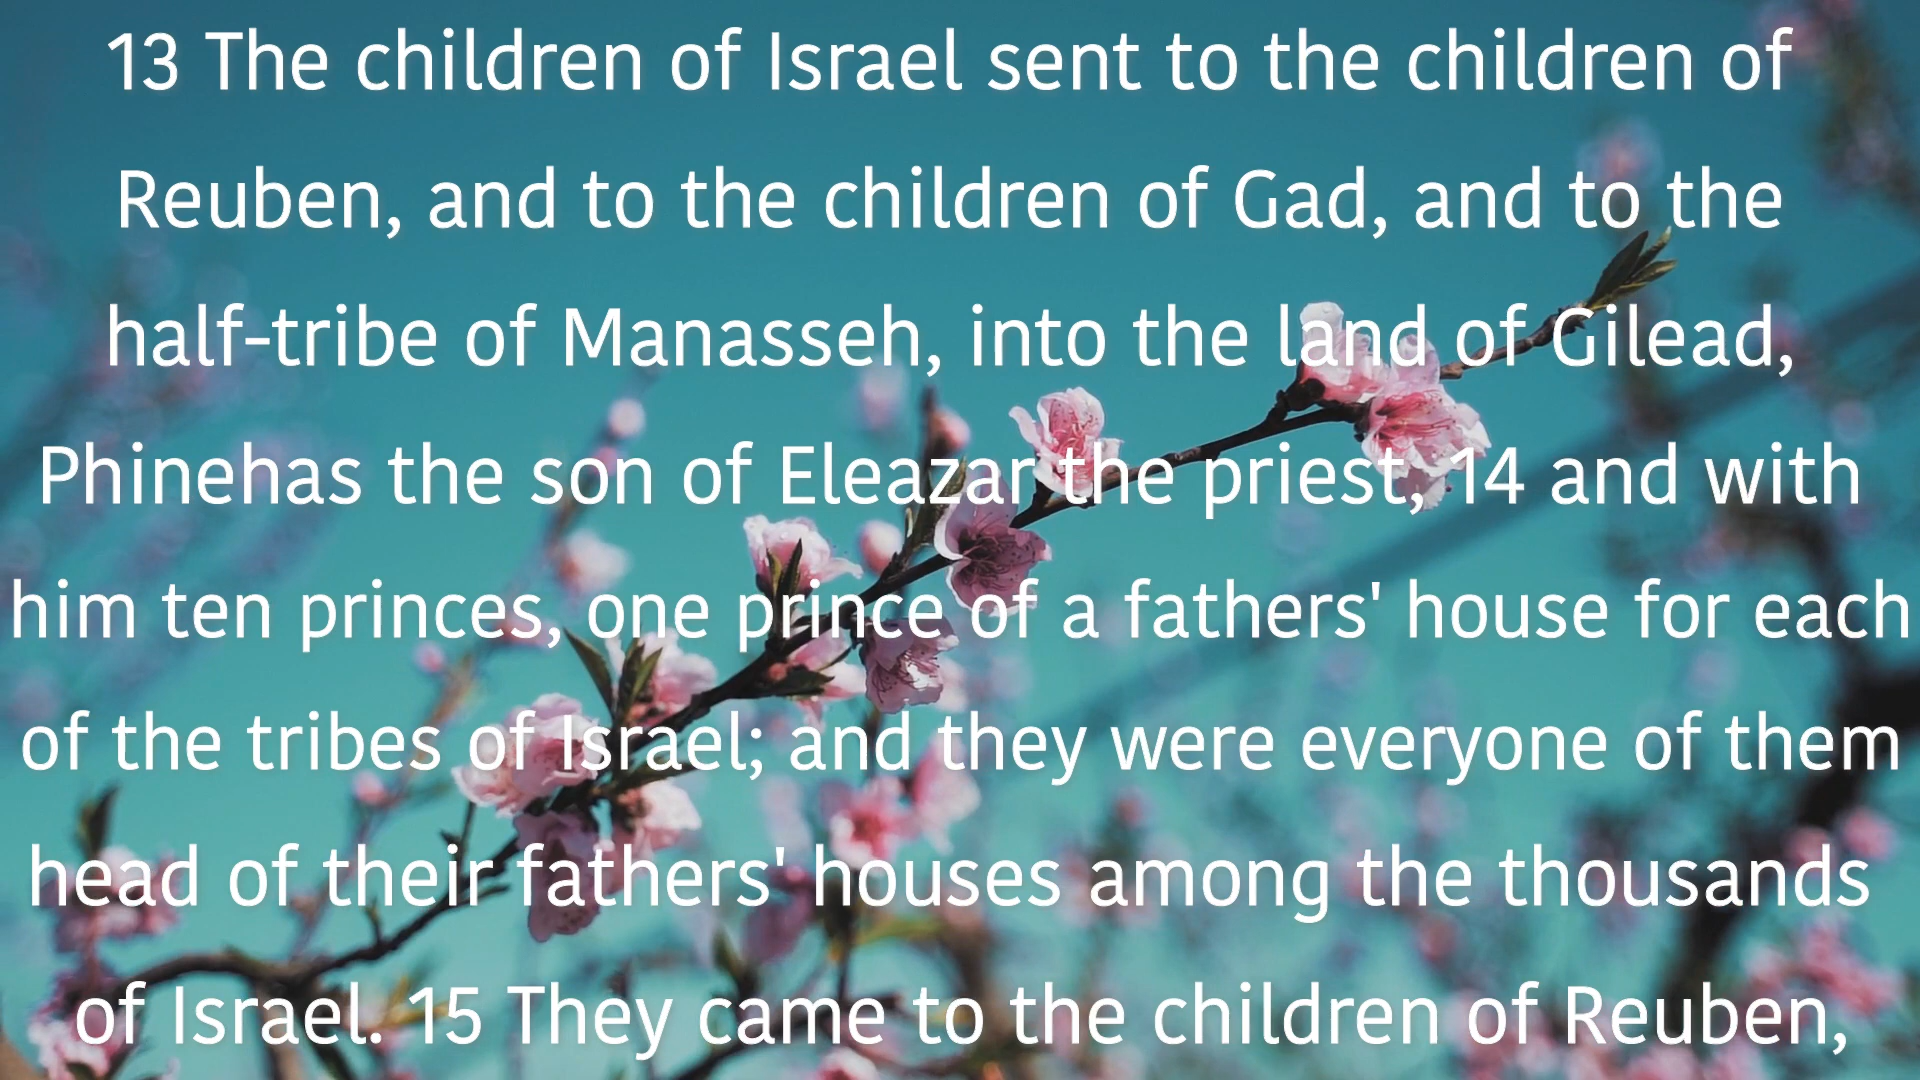 13 The children of Israel sent to the children of
Reuben, and to the children of Gad, and to the
half-tribe of Manasseh, into the land of Gilead,
Phinehas the son of Eleazar the priest, 14 and with
him ten princes, one prince of a fathers' house for each
of the tribes of Israel; and they were everyone of them
head of their fathers' houses among the thousands
of Israel. 15 They came to the children of Reuben,